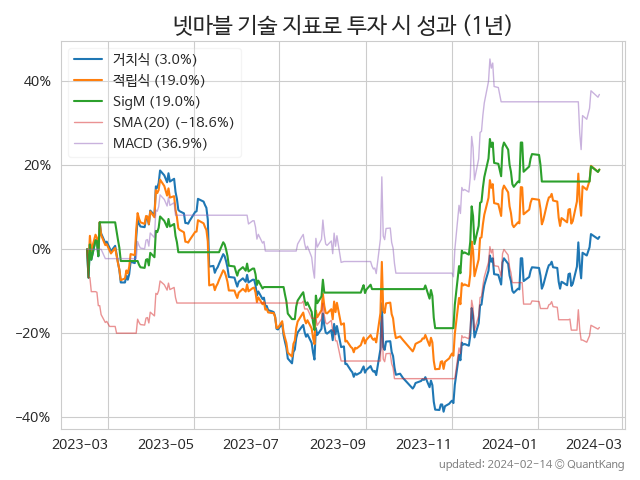 넷마블 기술 지표로 투자 시 성과 (1년)
거치식 (3.0%)
적립식 (19.0%)
SigM (19.0%)
SMA(20) (−18.6%)
MACD (36.9%)
40%
20%
0%
−20%
−40%
2023-03 2023-05 2023-07 2023-09 2023-11 2024-01 2024-03
updated: 2024-02-14 © QuantKang